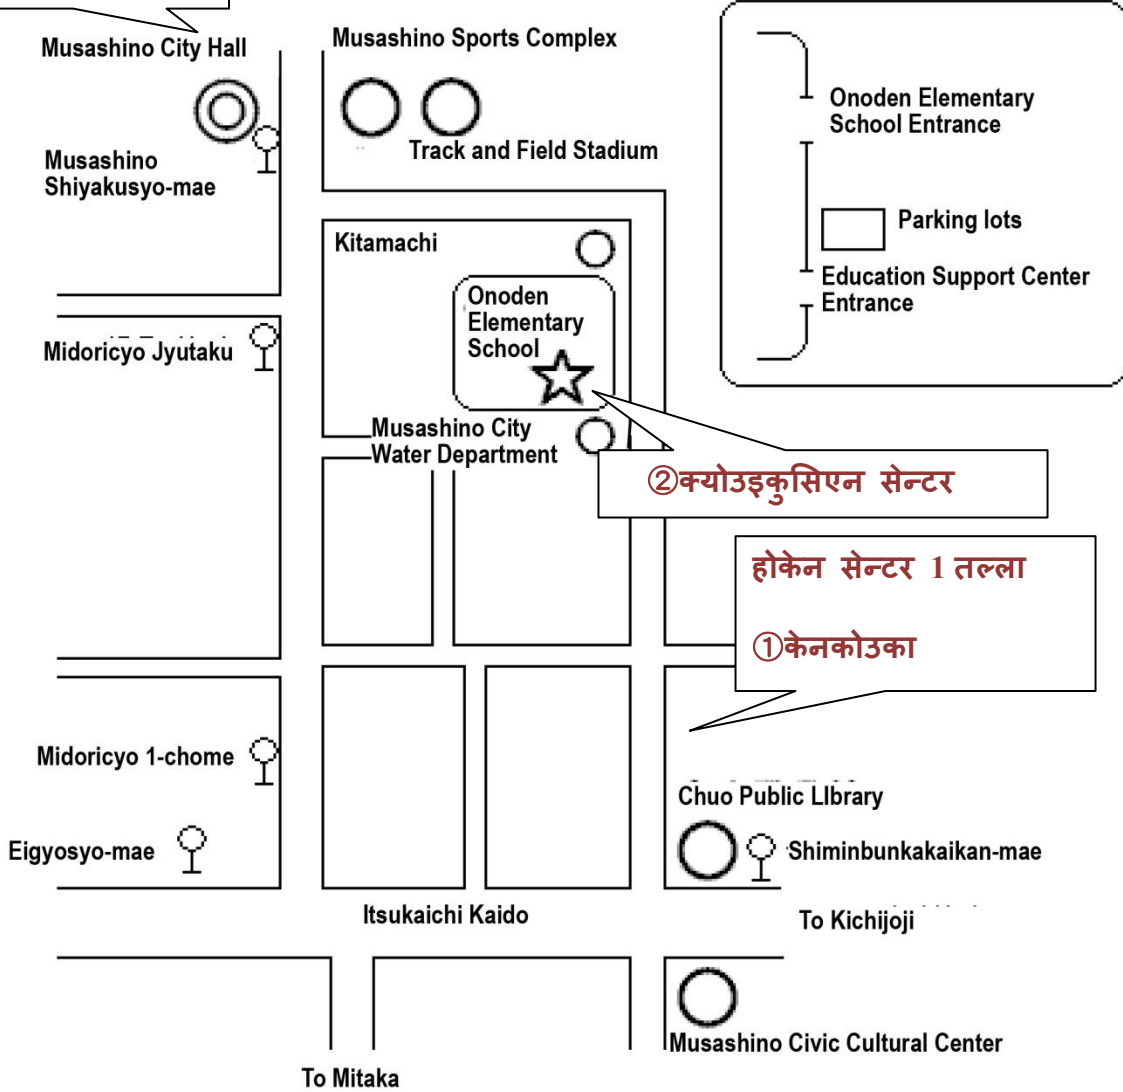 Musashino City Hall
Musashino Sports Complex
Musashino
Shiyakusyo-mae
Track and Field Stadium
Onoden Elementary
School Entrance
Parking lots
Education Support Center
Entrance
Kitamachi
Onoden
Elementary
School
Midoricyo Jyutaku
Musashino City
Water Department
②क्योउइकुसिएन सेन्टर
होकेन सेन्टर 1 तल्ला
①केनकोउका
Midoricyo 1-chome
Chuo Public LIbrary
Eigyosyo-mae
Shiminbunkakaikan-mae
Itsukaichi Kaido
To Kichijoji
Musashino Civic Cultural Center
To Mitaka